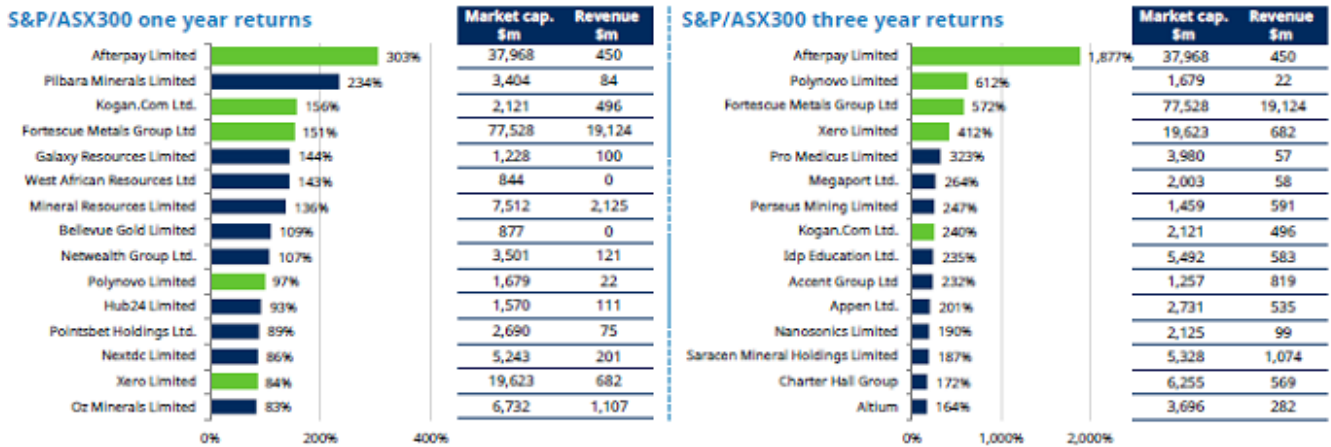 S&P/ASX300 one year returns
Market cap. $m Revenue $m
Afterpay Limited 303% 37,968 450
Pilbara Minerals Limited 234% 3,404 84
Kogan.Com Ltd. 156% 2,121 496
Fortescue Metals Group Ltd 151% 77,528 19,124
Galaxy Resources Limited 144% 1,228 100
West African Resources Ltd 143% 844 0
Mineral Resources Limited 136% 7,512 2,125
Bellevue Gold Limited 109% 877 0
Netwealth Group Ltd. 107% 3,501 121
Polynovo Limited 97% 1,679 22
Hub24 Limited 93% 1,570 111
Pointsbet Holdings Ltd. 89% 2,690 75
Nextdc Limited 86% 5,243 201
Xero Limited 84% 19,623 682
Oz Minerals Limited 83% 6,732 1,107
0% 200% 400%
S&P/ASX300 three year returns
Market cap. $m Revenue $m
Afterpay Limited 1,877% 37,968 450
Polynovo Limited 612% 1,679 22
Fortescue Metals Group Ltd 572% 77,528 19,124
Xero Limited 412% 19,623 682
Pro Medicus Limited 323% 3,980 57
Megaport Ltd. 264% 2,003 58
Perseus Mining Limited 247% 1,459 591
Kogan.Com Ltd. 240% 2,121 496
Idp Education Ltd. 235% 5,492 583
Accent Group Ltd 232% 1,257 819
Appen Ltd. 201% 2,731 535
Nanosonics Limited 190% 2,125 99
Saracen Mineral Holdings Limited 187% 5,328 1,074
Charter Hall Group 172% 6,255 569
Altium 164% 3,696 282
0% 1,000% 2,000%